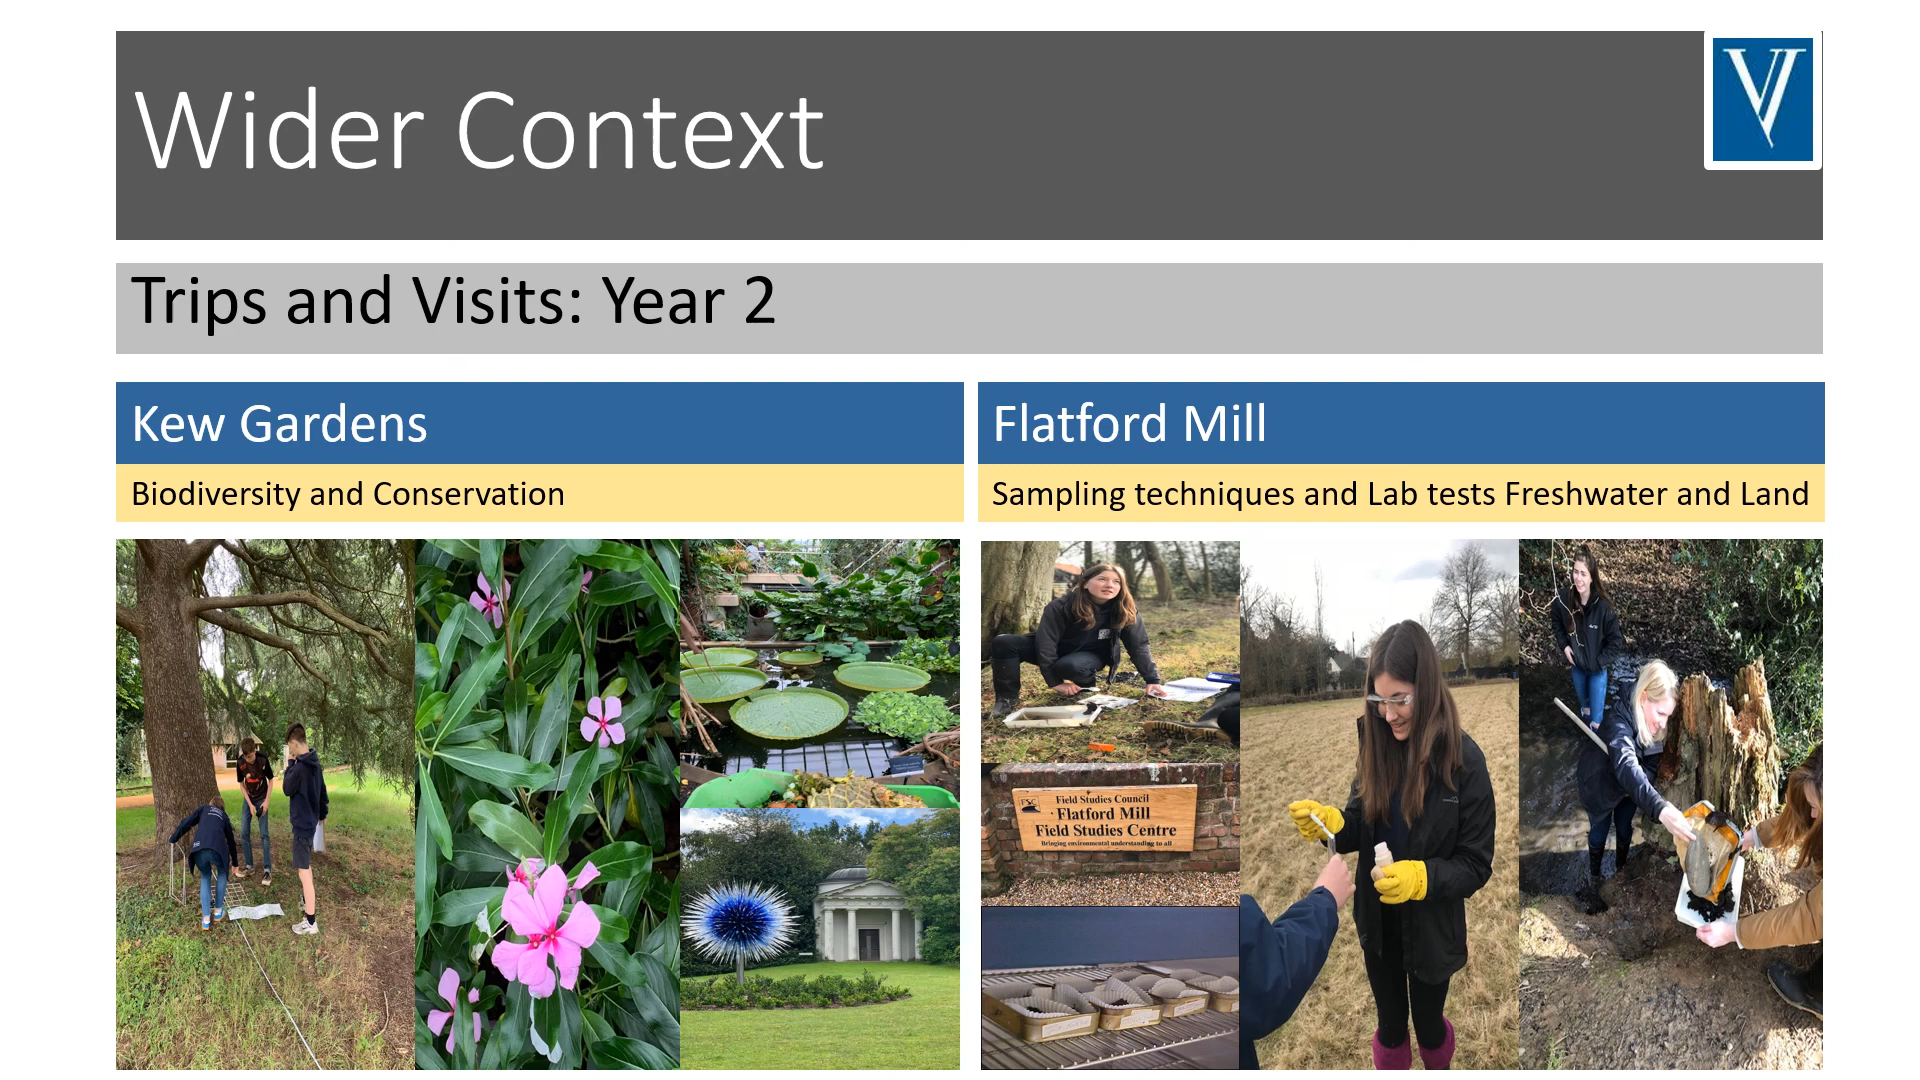 Wider Context
V
Trips and Visits: Year 2
Kew Gardens
Flatford Mill
Biodiversity and Conservation
Sampling techniques and Lab tests Freshwater and Land
FSC
Field Studies Council
Flatford Mill
Field Studies Centre
Bringing environmental understanding to all